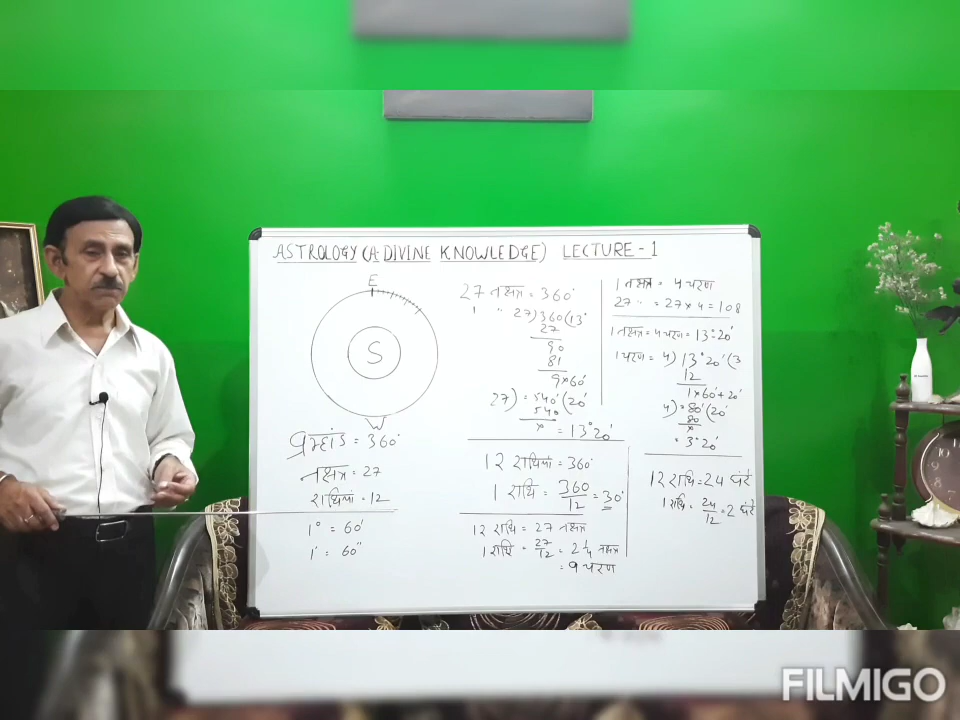 ASTROLOGY (A DIVINE KNOWLEDGE) LECTURE - 1
E
S
W
ब्रम्हांड = 360°
नक्षत्र = 27
राशियां = 12
1° = 60'
1' = 60"
27 नक्षत्र = 360°
1 " 27) 360 (13°
27
90
81
9×60'
27) = 540' (20'
540
×
= 13°20'
12 राशियां = 360°
1 राशि = 360/12 = 30°
12 राशि = 27 नक्षत्र
1 राशि = 27/12 = 2 1/4 नक्षत्र
= 9 चरण
1 नक्षत्र = 4 चरण
27 " = 27×4 = 108
1 नक्षत्र = 4 चरण = 13°20'
1 चरण = 4) 13°20' (3
12
1×60'+20'
4) = 80' (20'
80
×
= 3°20'
12 राशि = 24 घंटे
1 राशि = 24/12 = 2 घंटे
FILMIGO